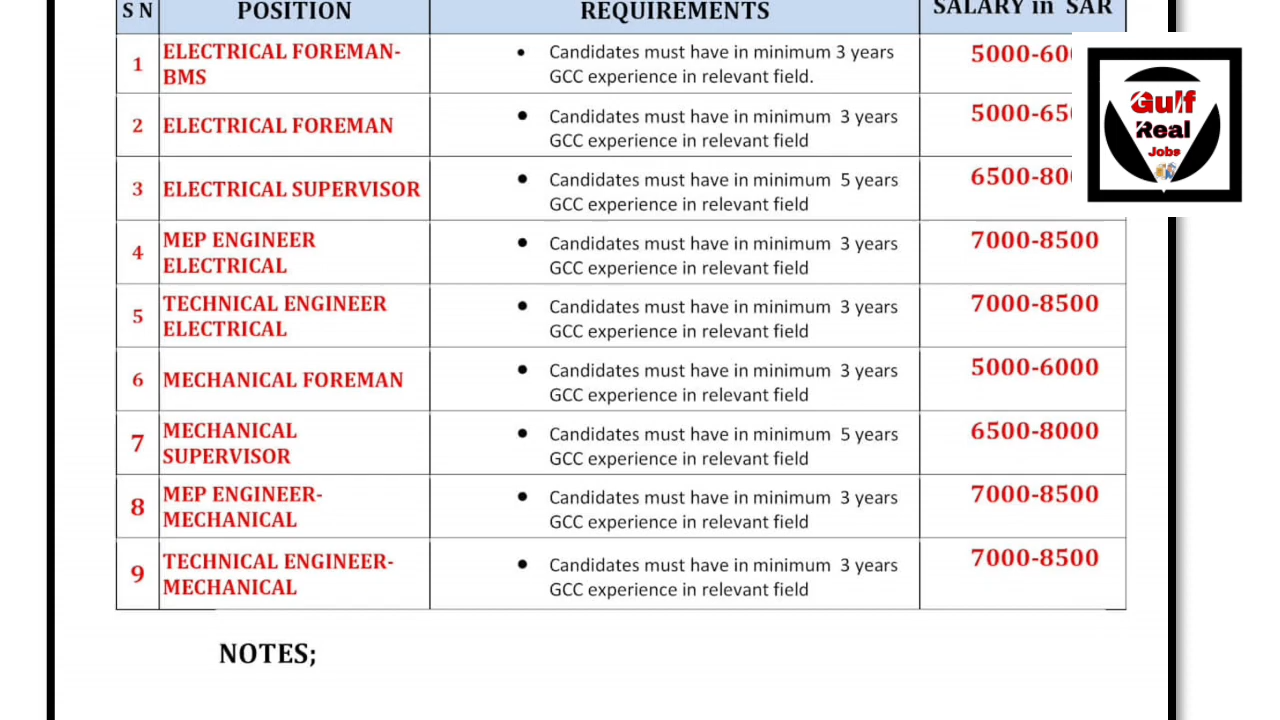 S N POSITION REQUIREMENTS SALARY in SAR
1 ELECTRICAL FOREMAN-
BMS
• Candidates must have in minimum 3 years
GCC experience in relevant field.
2 ELECTRICAL FOREMAN
• Candidates must have in minimum 3 years
GCC experience in relevant field
3 ELECTRICAL SUPERVISOR
• Candidates must have in minimum 5 years
GCC experience in relevant field
4 MEP ENGINEER
ELECTRICAL
• Candidates must have in minimum 3 years
GCC experience in relevant field
7000-8500
5 TECHNICAL ENGINEER
ELECTRICAL
• Candidates must have in minimum 3 years
GCC experience in relevant field
7000-8500
6 MECHANICAL FOREMAN
• Candidates must have in minimum 3 years
GCC experience in relevant field
5000-6000
7 MECHANICAL
SUPERVISOR
• Candidates must have in minimum 5 years
GCC experience in relevant field
6500-8000
8 MEP ENGINEER-
MECHANICAL
• Candidates must have in minimum 3 years
GCC experience in relevant field
7000-8500
9 TECHNICAL ENGINEER-
MECHANICAL
• Candidates must have in minimum 3 years
GCC experience in relevant field
7000-8500
NOTES;
Gulf
Real
Jobs